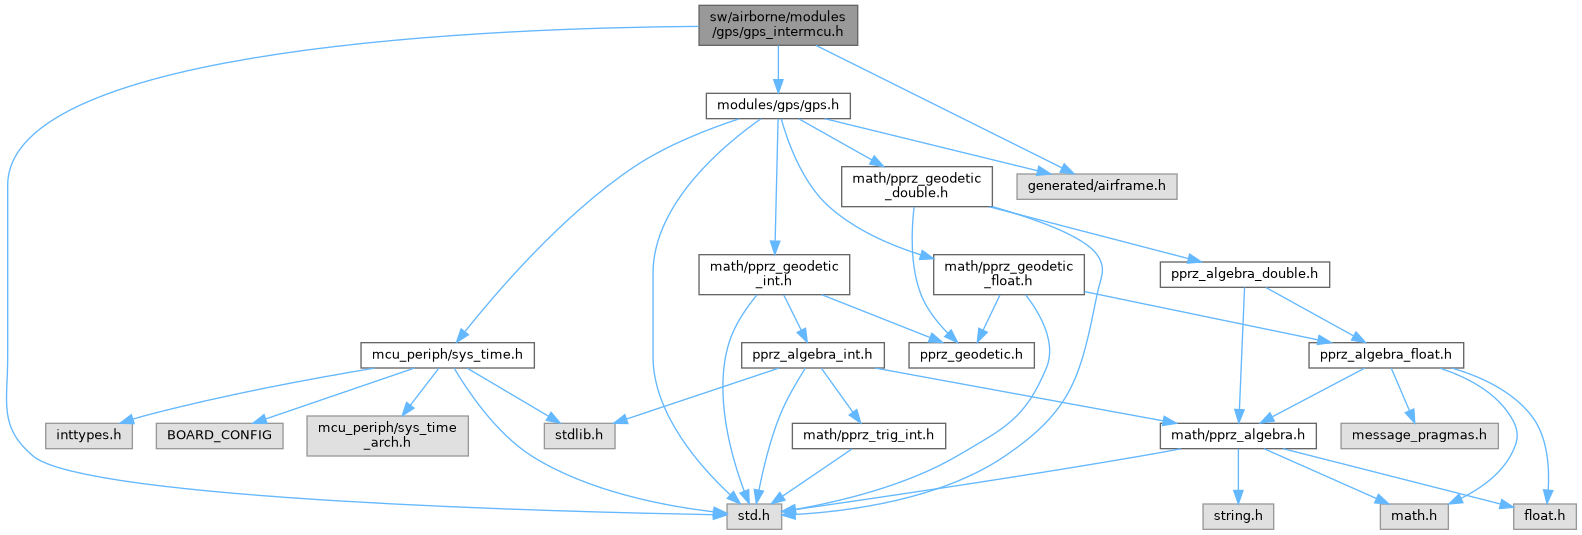 sw/airborne/modules
/gps/gps_intermcu.h
modules/gps/gps.h
math/pprz_geodetic
_double.h
generated/airframe.h
math/pprz_geodetic
_int.h
math/pprz_geodetic
_float.h
pprz_algebra_double.h
mcu_periph/sys_time.h
pprz_algebra_int.h
pprz_geodetic.h
pprz_algebra_float.h
inttypes.h
BOARD_CONFIG
mcu_periph/sys_time
_arch.h
stdlib.h
math/pprz_trig_int.h
math/pprz_algebra.h
message_pragmas.h
std.h
string.h
math.h
float.h